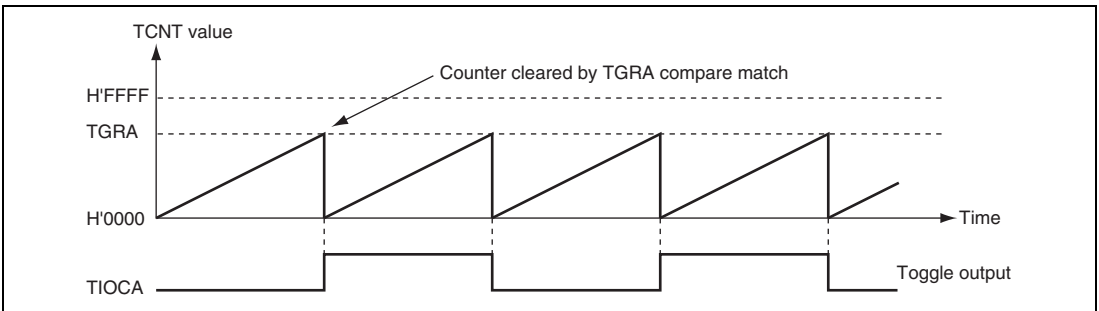 TCNT value
Counter cleared by TGRA compare match
H'FFFF
TGRA
H'0000
Time
Toggle output
TIOCA